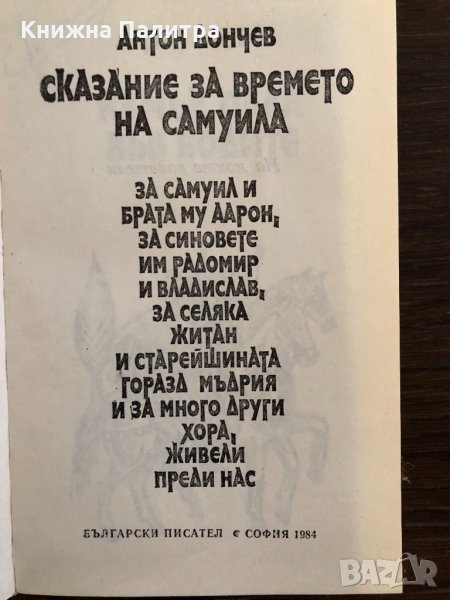 Книжна Палитра
АНТОН ДОНЧЕВ
СКАЗАНИЕ ЗА ВРЕМЕТО
НА САМУИЛА
ЗА САМУИЛ И
БРАТА МУ ААРОН,
ЗА СИНОВЕТЕ
ИМ РАДОМИР
И ВЛАДИСЛАВ,
ЗА СЕЛЯКА
ЖИТАН
И СТАРЕЙШИНАТА
ГОРАЗД МЪДРИЯ
И ЗА МНОГО ДРУГИ
ХОРА,
ЖИВЕЛИ
ПРЕДИ НАС
БЪЛГАРСКИ ПИСАТЕЛ • СОФИЯ 1984
BAZAR